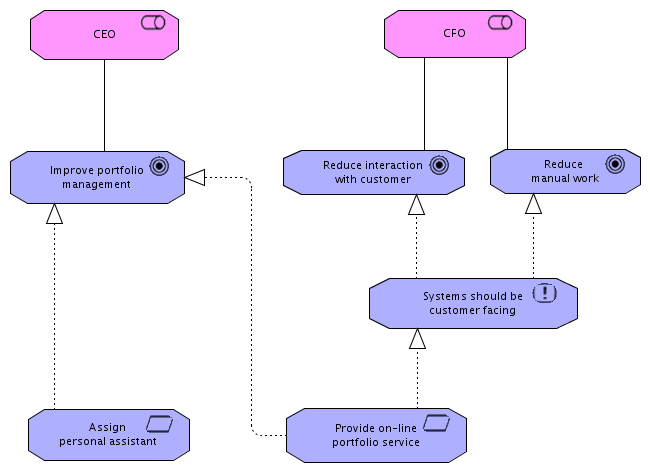 CEO
CFO
Improve portfolio
management
Reduce interaction
with customer
Reduce
manual work
Systems should be
customer facing
Assign
personal assistant
Provide on-line
portfolio service